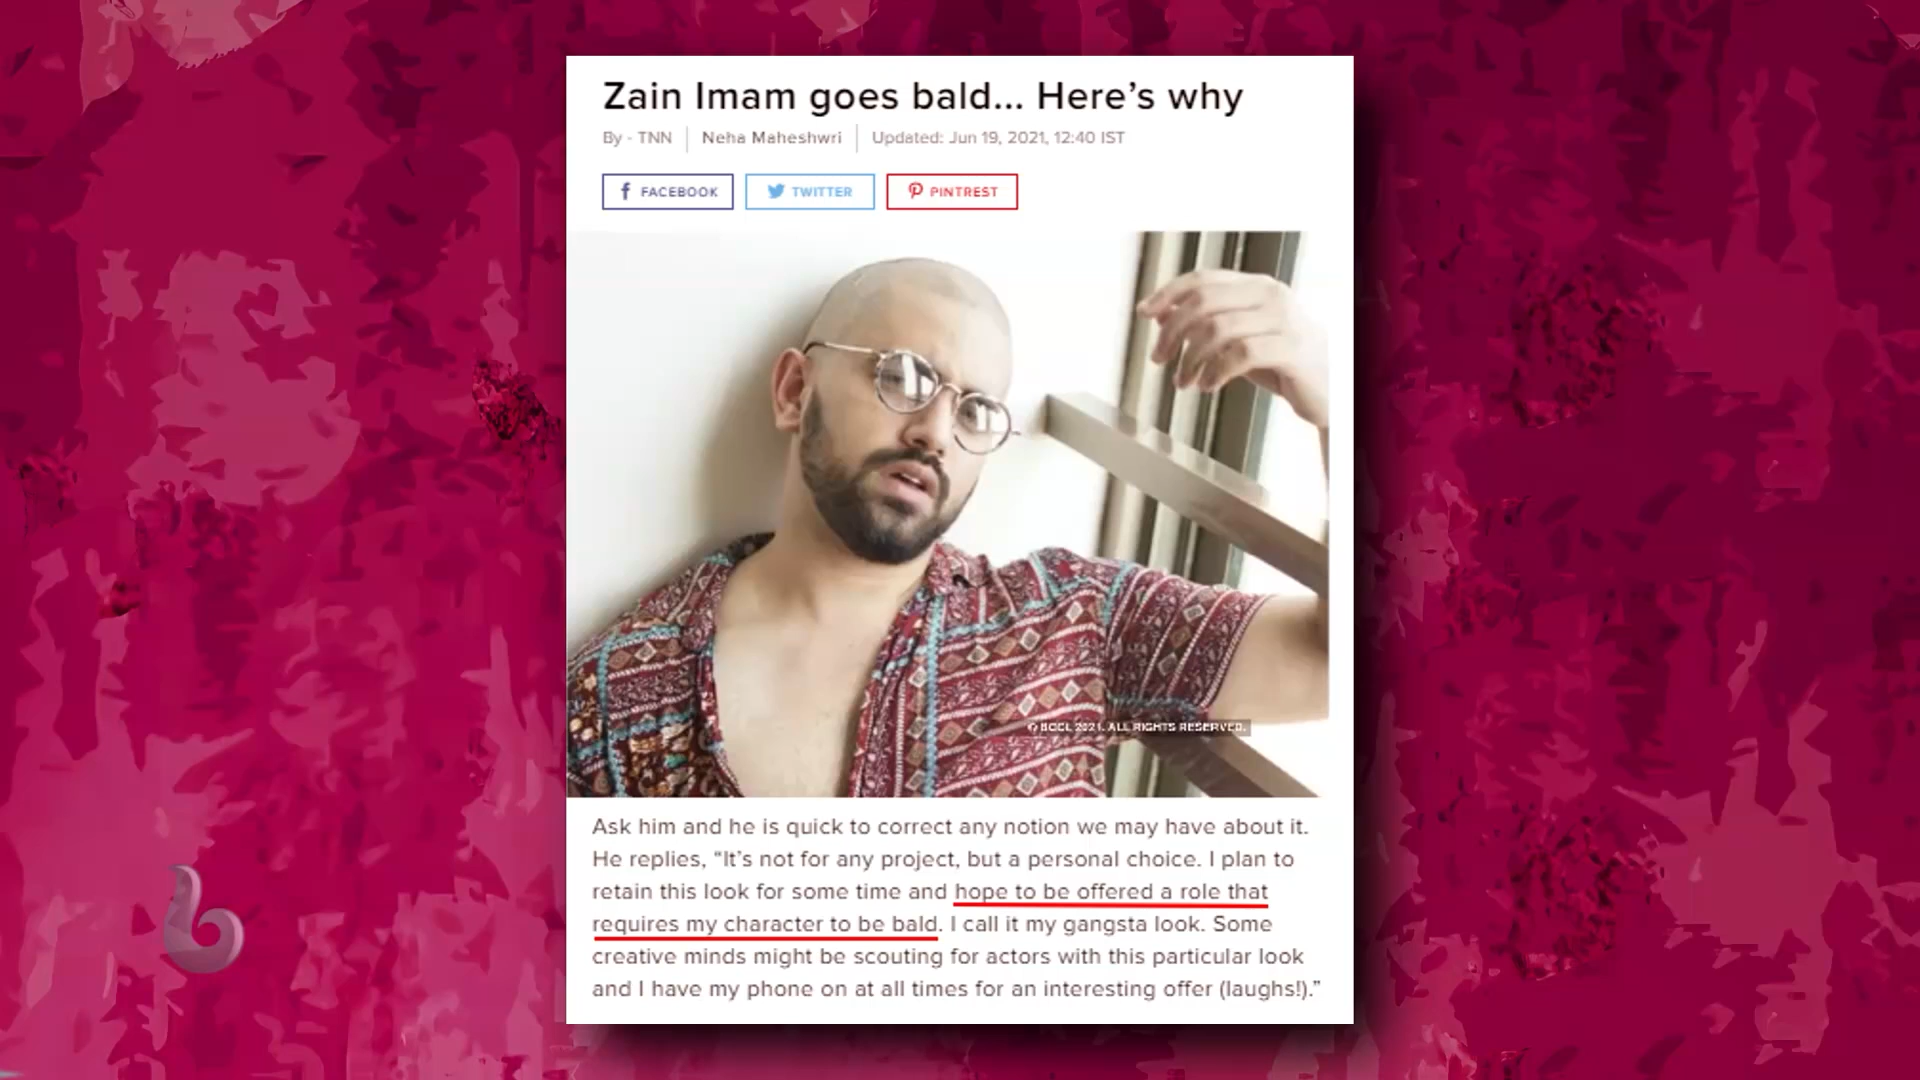 Zain Imam goes bald... Here's why
By - TNN | Neha Maheshwri | Updated: Jun 19, 2021, 12:40 IST
FACEBOOK TWITTER PINTREST
© BCCL 2021. ALL RIGHTS RESERVED.
Ask him and he is quick to correct any notion we may have about it.
He replies, “It’s not for any project, but a personal choice. I plan to
retain this look for some time and hope to be offered a role that
requires my character to be bald. I call it my gangsta look. Some
creative minds might be scouting for actors with this particular look
and I have my phone on at all times for an interesting offer (laughs!).”